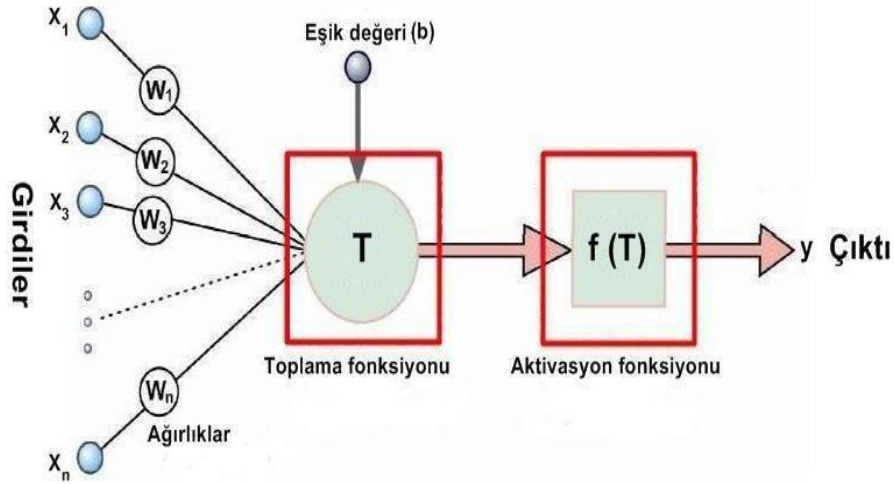 X1
Eşik değeri (b)
W1
X2
W2
X3
W3
Girdiler
T
f (T)
y Çıktı
Toplama fonksiyonu
Aktivasyon fonksiyonu
Wn
Ağırlıklar
Xn